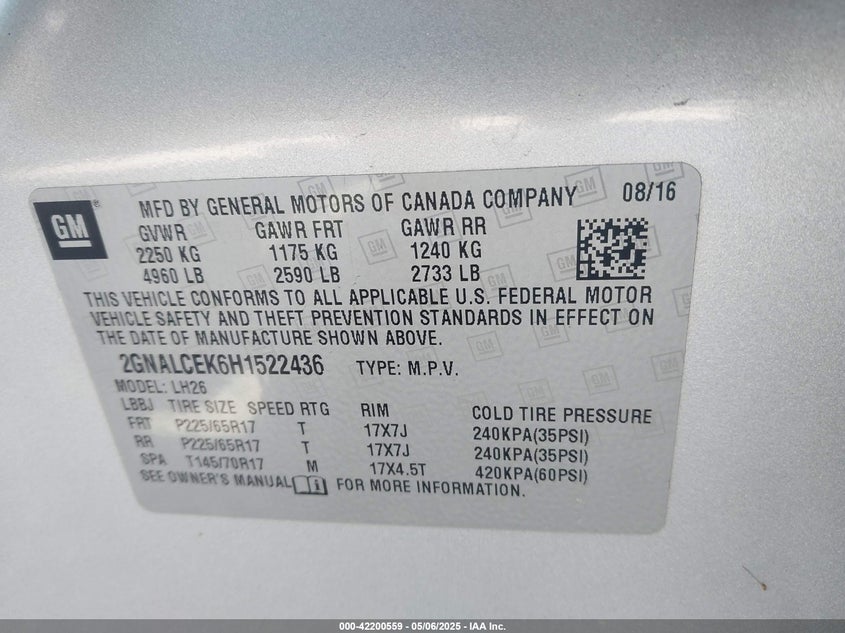 GM
®
MFD BY GENERAL MOTORS OF CANADA COMPANY 08/16
GVWR GAWR FRT GAWR RR
2250 KG 1175 KG 1240 KG
4960 LB 2590 LB 2733 LB
THIS VEHICLE CONFORMS TO ALL APPLICABLE U.S. FEDERAL MOTOR
VEHICLE SAFETY AND THEFT PREVENTION STANDARDS IN EFFECT ON
THE DATE OF MANUFACTURE SHOWN ABOVE.
2GNALCEK6H1522436 TYPE: M.P.V.
MODEL: LH26
LBBJ TIRE SIZE SPEED RTG RIM COLD TIRE PRESSURE
FRT P225/65R17 T 17X7J 240KPA(35PSI)
RR P225/65R17 T 17X7J 240KPA(35PSI)
SPA T145/70R17 M 17X4.5T 420KPA(60PSI)
SEE OWNER'S MANUAL i FOR MORE INFORMATION.
000-42200559 — 05/06/2025 — IAA Inc.